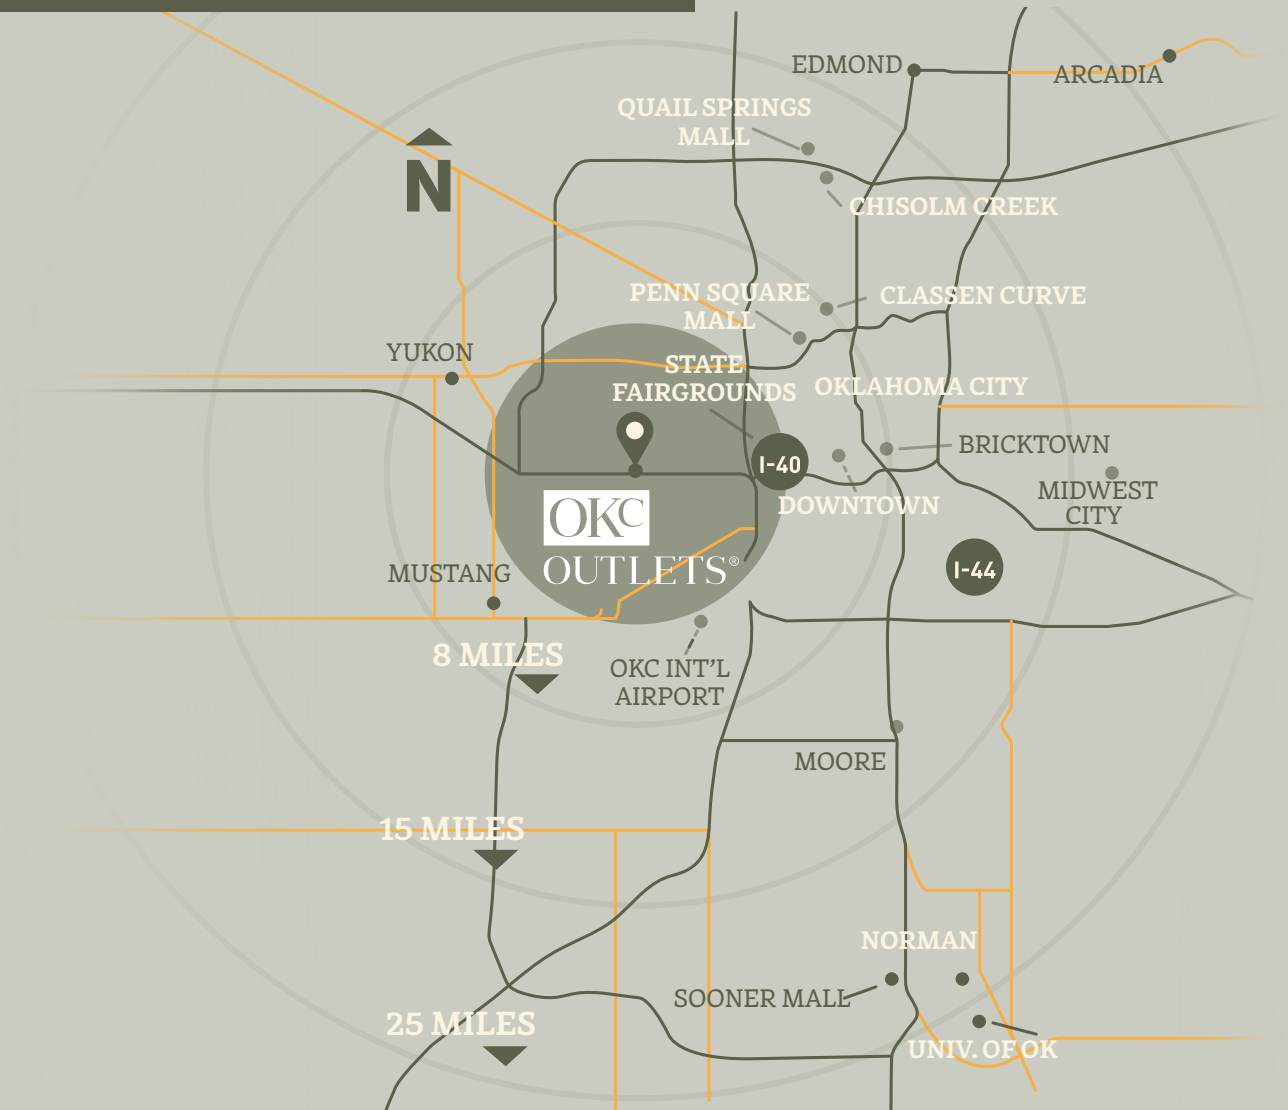 EDMOND
ARCADIA
QUAIL SPRINGS
MALL
N
CHISOLM CREEK
PENN SQUARE
MALL
CLASSEN CURVE
YUKON
STATE
FAIRGROUNDS
OKLAHOMA CITY
I-40
BRICKTOWN
MIDWEST
CITY
DOWNTOWN
OKC
OUTLETS®
I-44
MUSTANG
8 MILES
OKC INT’L
AIRPORT
MOORE
15 MILES
NORMAN
SOONER MALL
25 MILES
UNIV. OF OK